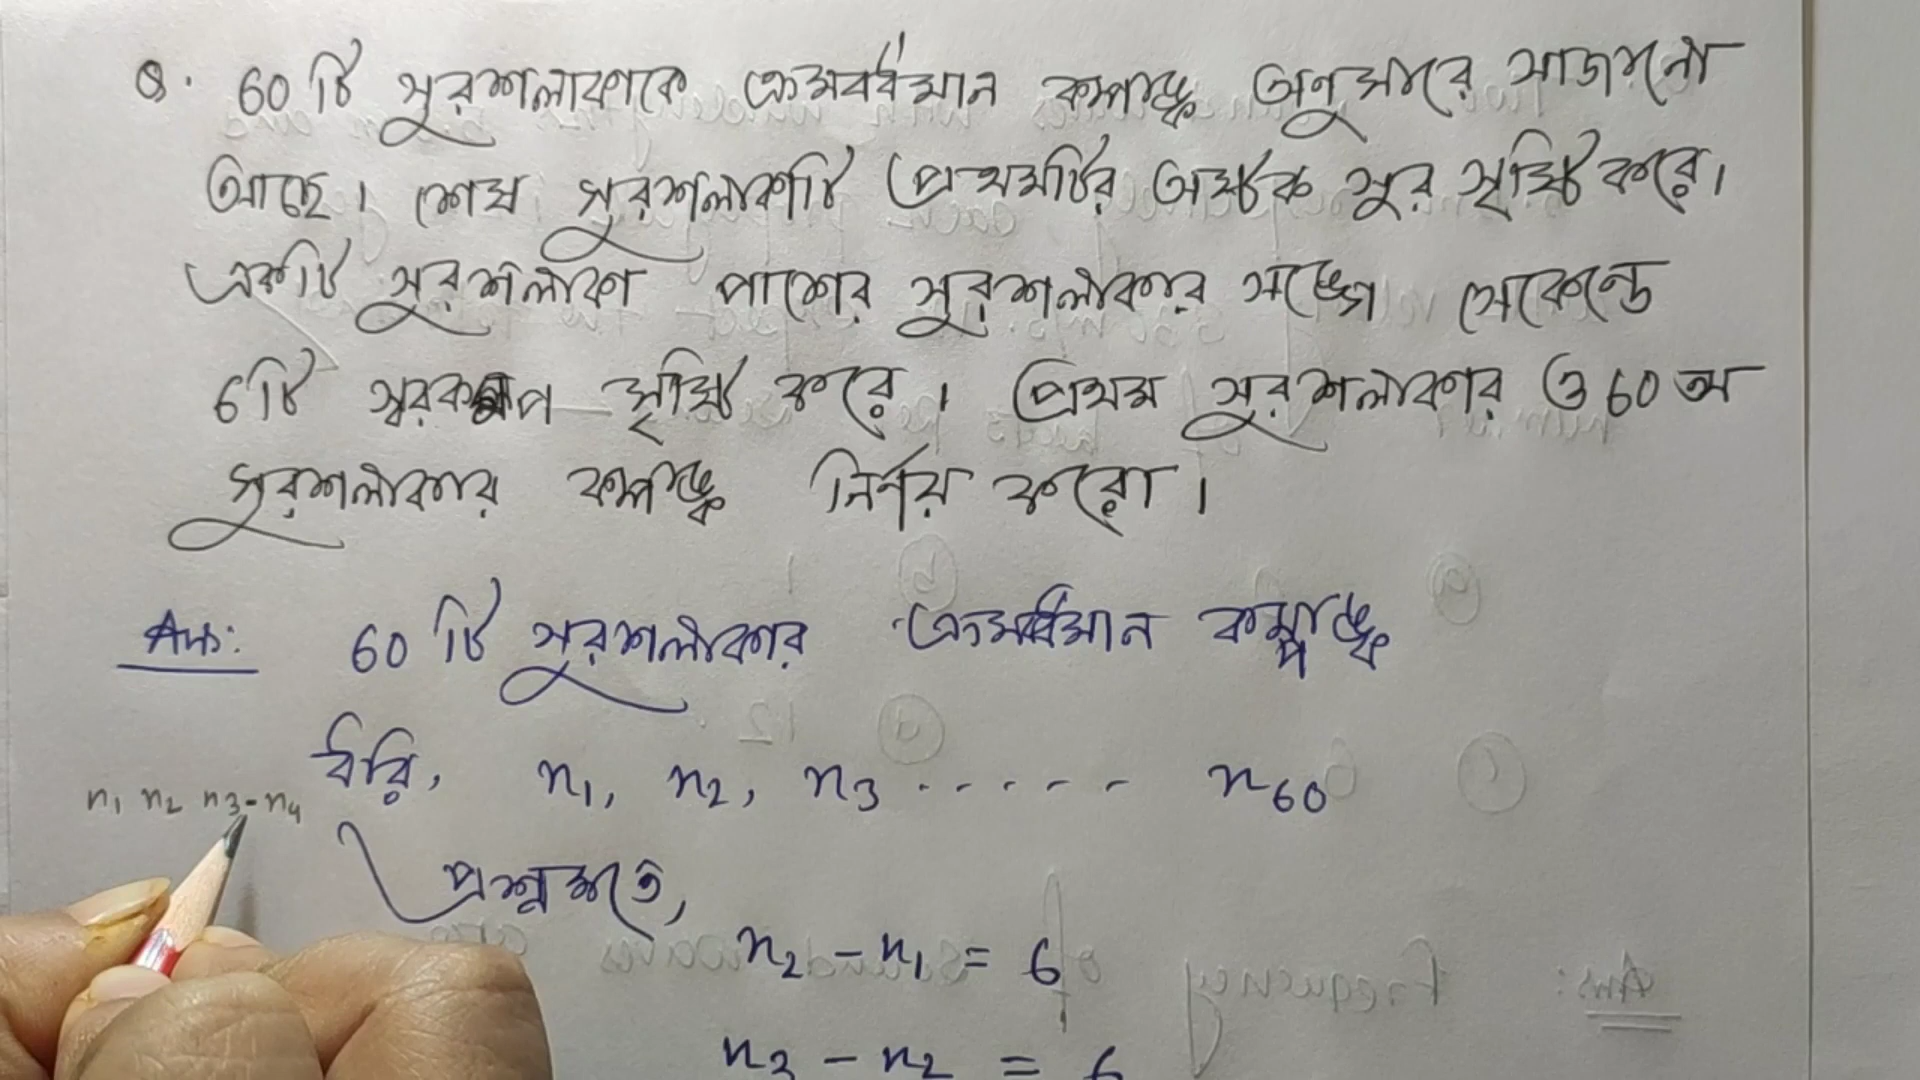 Q. 60 টি সুরশলাকাকে ক্রমবর্ধমান কম্পাঙ্ক অনুসারে সাজানো
আছে। শেষ সুরশলাকাটি প্রথমটির অষ্টক সুর সৃষ্টি করে।
একটি সুরশলাকা পাশের সুরশলাকার সঙ্গে সেকেন্ডে
6টি স্বরকম্প সৃষ্টি করে। প্রথম সুরশলাকার ও 60 তম
সুরশলাকার কম্পাঙ্ক নির্ণয় করো।
Ans: 60 টি সুরশলাকার ক্রমবর্ধমান কম্পাঙ্ক
ধরি, n₁, n₂, n₃ ....... n₆₀
n₁ n₂ n₃-n₄
প্রশ্নমতে,
n₂ - n₁ = 6
n₃ - n₂ = 6